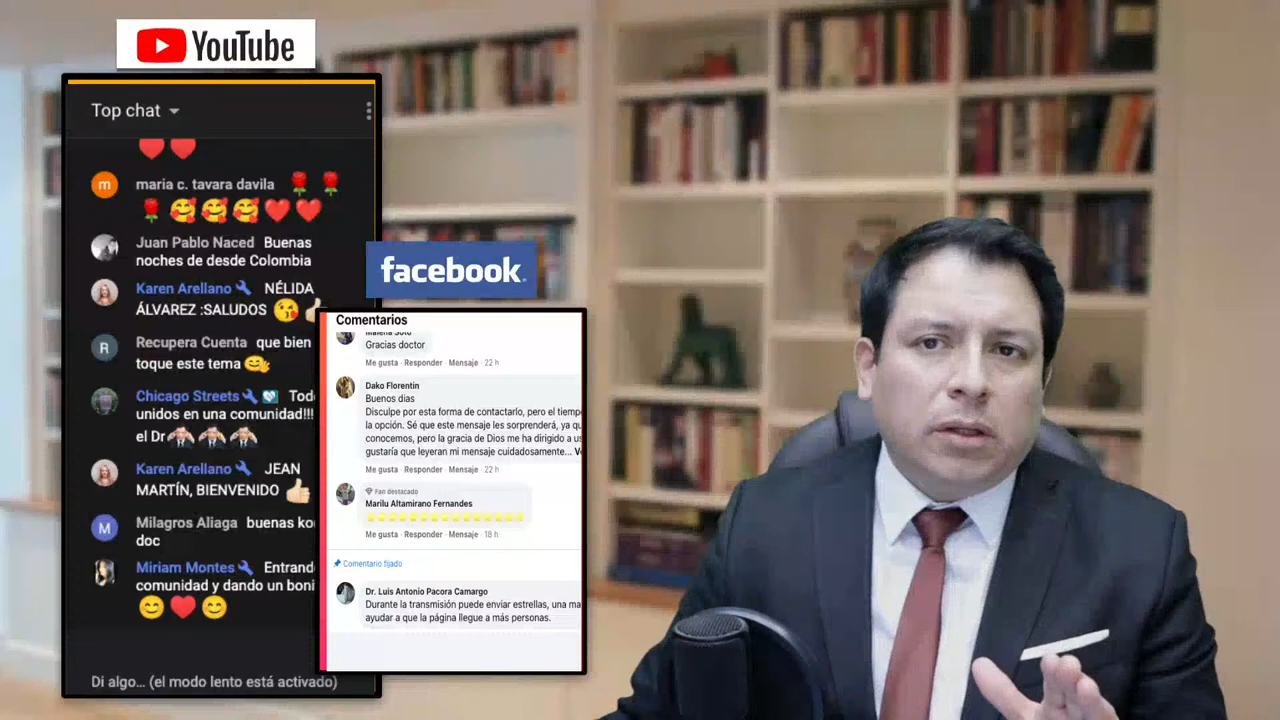 YouTube
Top chat
maria c. tavara davila
Juan Pablo Naced Buenas
noches de desde Colombia
Karen Arellano NÉLIDA
ÁLVAREZ :SALUDOS
Recupera Cuenta que bien
toque este tema
Chicago Streets Tod
unidos en una comunidad!!!
el Dr
Karen Arellano JEAN
MARTÍN, BIENVENIDO
Milagros Aliaga buenas
doc
Miriam Montes Entrand
comunidad y dando un boni
Di algo... (el modo lento está activado)
facebook
Comentarios
Malena Soto
Gracias doctor
Me gusta · Responder · Mensaje · 22 h
Dako Florentin
Buenos dias
Disculpe por esta forma de contactarlo, pero el tiemp
la opción. Sé que este mensaje les sorprenderá, ya qu
conocemos, pero la gracia de Dios me ha dirigido a us
gustaría que leyeran mi mensaje cuidadosamente...
Me gusta · Responder · Mensaje · 22 h
Fan destacado
Marilu Altamirano Fernandes
Me gusta · Responder · Mensaje · 18 h
Comentario fijado
Dr. Luis Antonio Pacora Camargo
Durante la transmisión puede enviar estrellas, una ma
ayudar a que la página llegue a más personas.